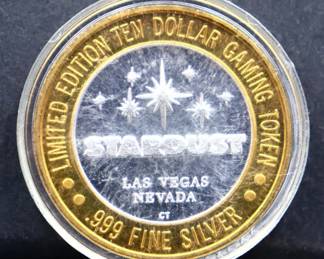 LIMITED EDITION TEN DOLLAR GAMING TOKEN
STARDUST
LAS VEGAS
NEVADA
CT
.999 FINE SILVER